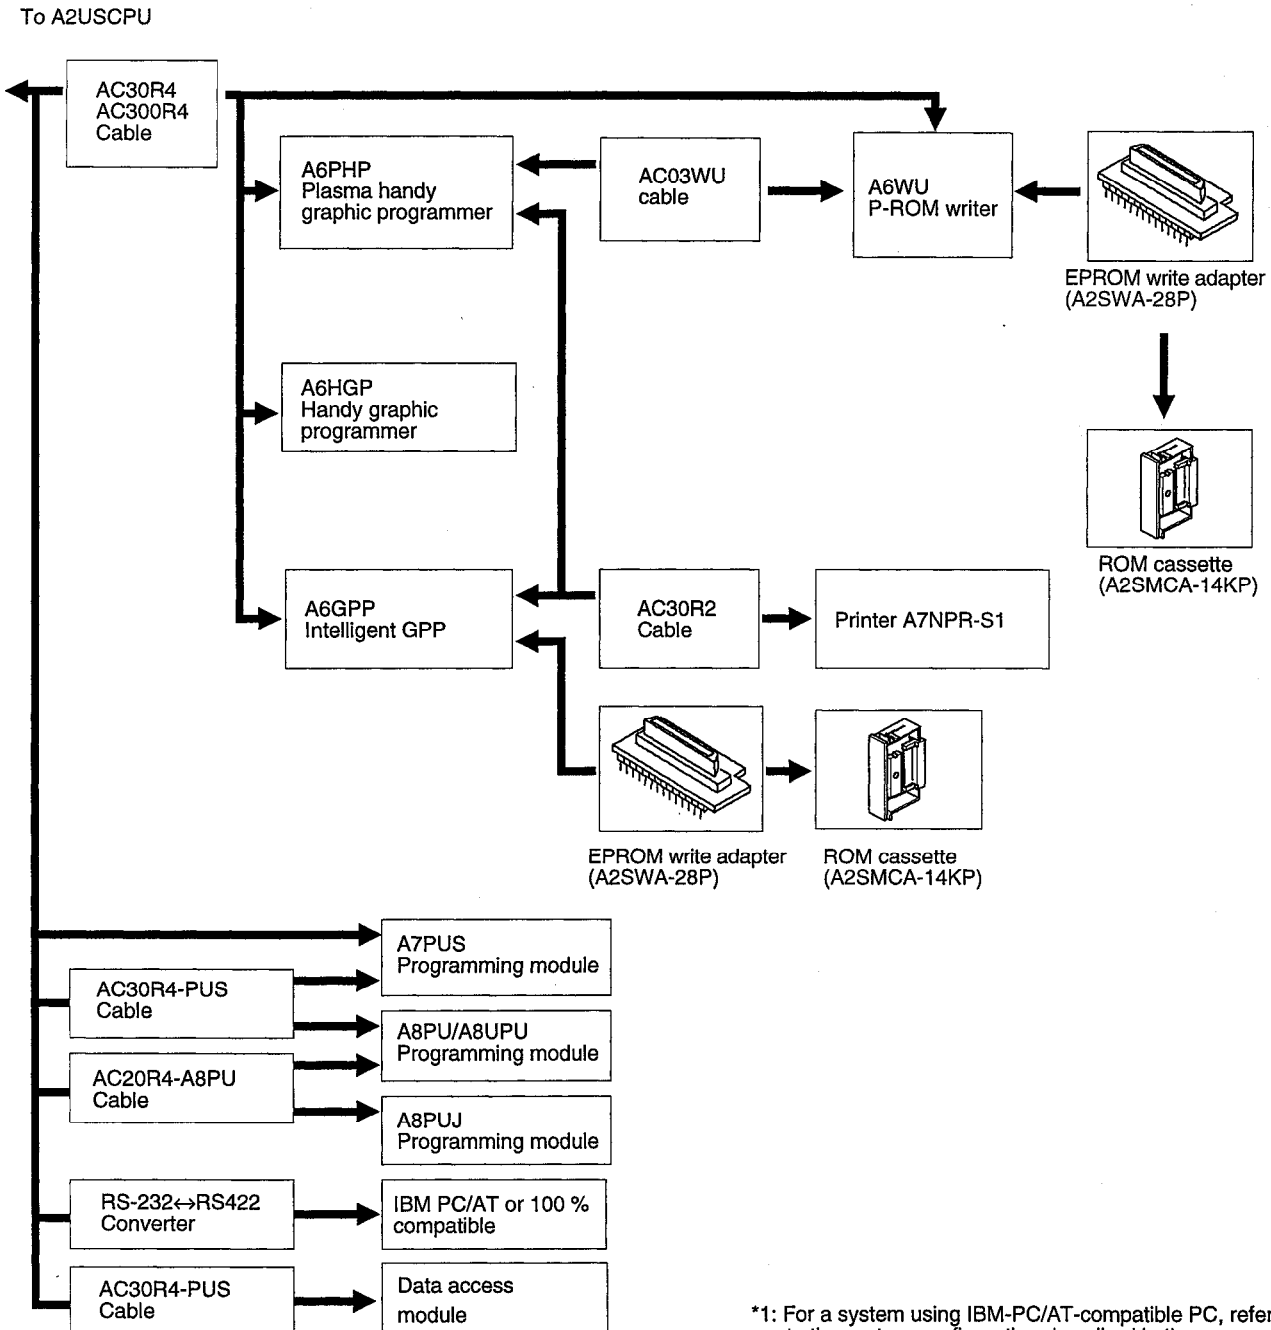 To A2USCPU
AC30R4
AC300R4
Cable
A6PHP
Plasma handy
graphic programmer
AC03WU
cable
A6WU
P-ROM writer
EPROM write adapter
(A2SWA-28P)
A6HGP
Handy graphic
programmer
ROM cassette
(A2SMCA-14KP)
A6GPP
Intelligent GPP
AC30R2
Cable
Printer A7NPR-S1
EPROM write adapter
(A2SWA-28P)
ROM cassette
(A2SMCA-14KP)
A7PUS
Programming module
AC30R4-PUS
Cable
A8PU/A8UPU
Programming module
AC20R4-A8PU
Cable
A8PUJ
Programming module
RS-232↔RS422
Converter
IBM PC/AT or 100 %
compatible
AC30R4-PUS
Cable
Data access
module
*1: For a system using IBM-PC/AT-compatible PC, refer